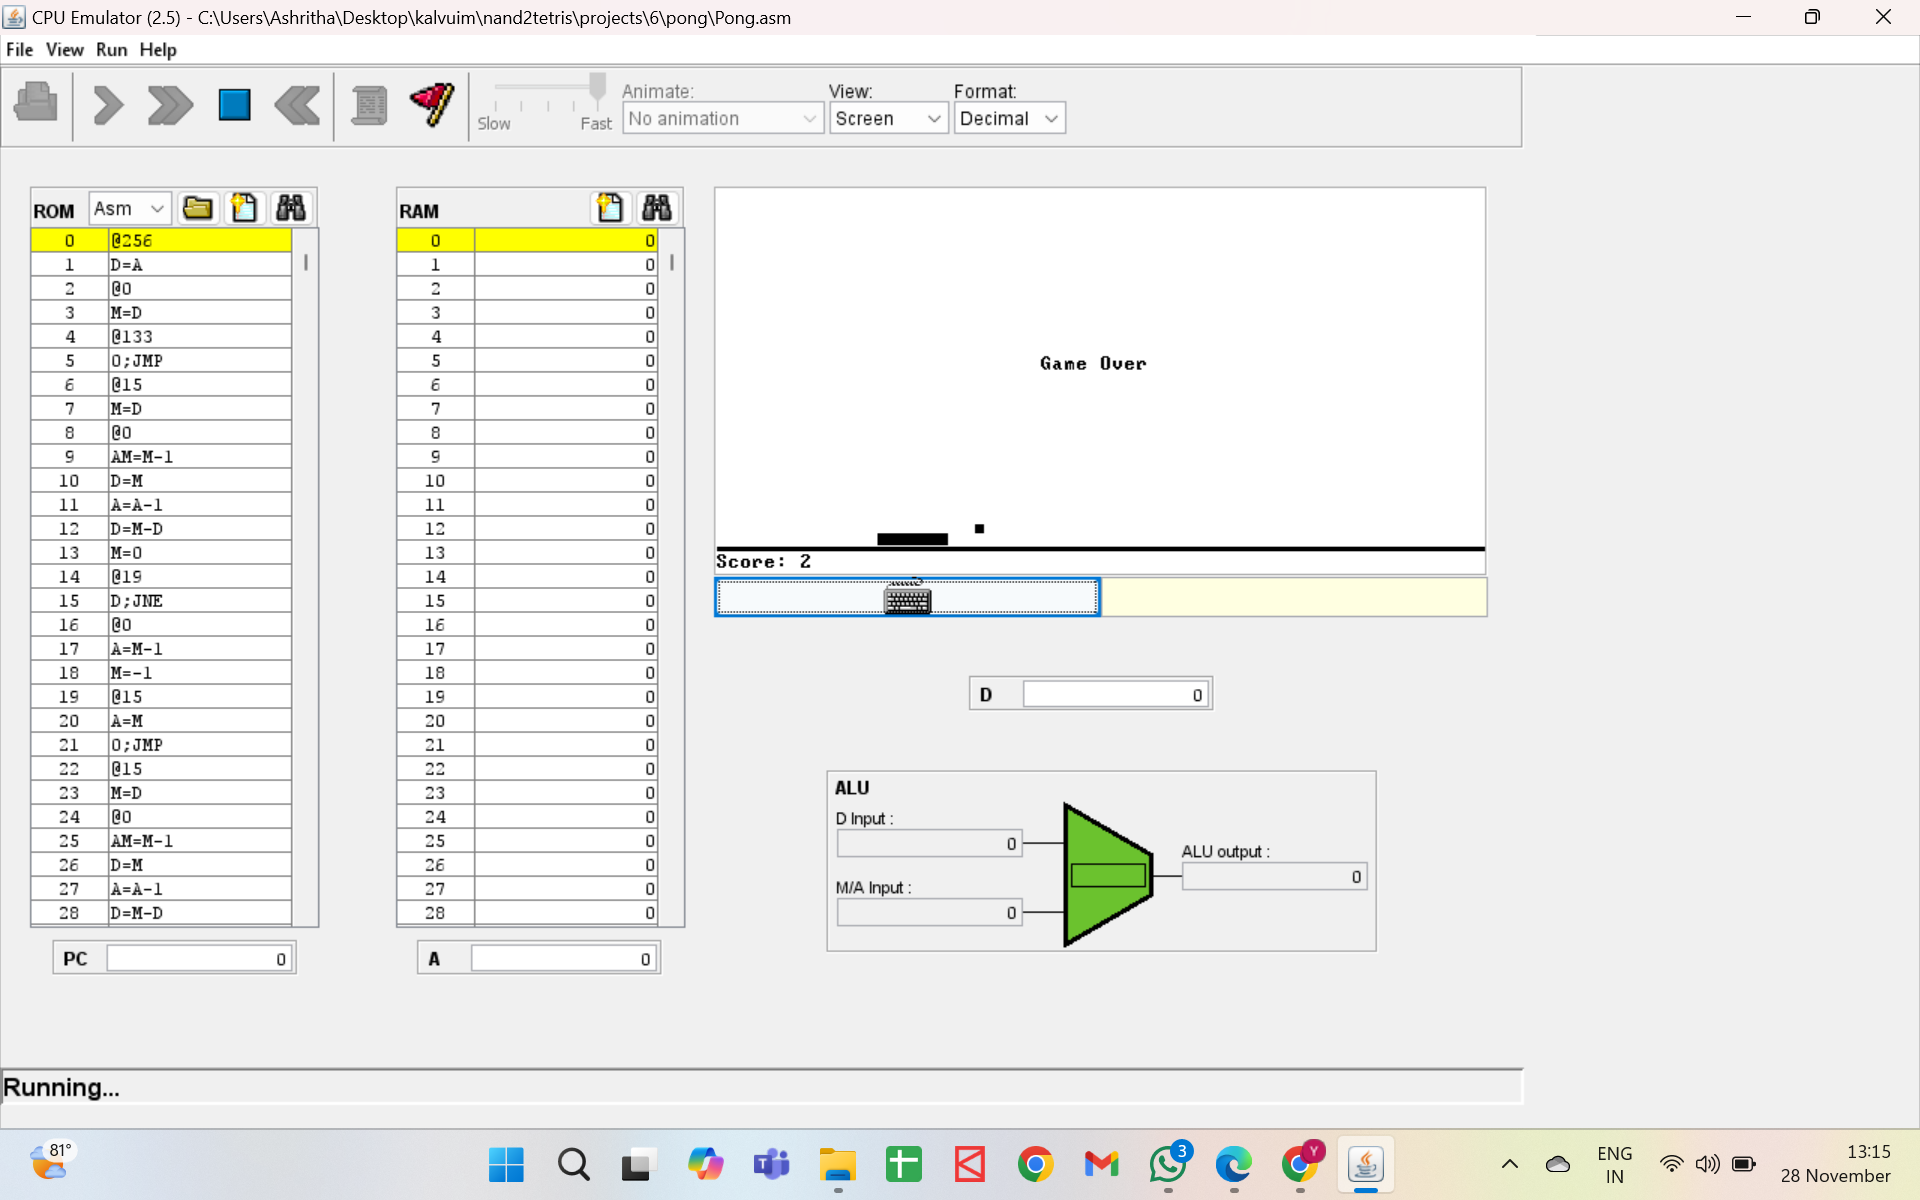 CPU Emulator (2.5) - C:\Users\Ashritha\Desktop\kalvuim\nand2tetris\projects\6\pong\Pong.asm
File View Run Help
Slow Fast
Animate:
No animation
View:
Screen
Format:
Decimal
ROM Asm
0 @256
1 D=A
2 @0
3 M=D
4 @133
5 0;JMP
6 @15
7 M=D
8 @0
9 AM=M-1
10 D=M
11 A=A-1
12 D=M-D
13 M=0
14 @19
15 D;JNE
16 @0
17 A=M-1
18 M=-1
19 @15
20 A=M
21 0;JMP
22 @15
23 M=D
24 @0
25 AM=M-1
26 D=M
27 A=A-1
28 D=M-D
PC 0
RAM
0 0
1 0
2 0
3 0
4 0
5 0
6 0
7 0
8 0
9 0
10 0
11 0
12 0
13 0
14 0
15 0
16 0
17 0
18 0
19 0
20 0
21 0
22 0
23 0
24 0
25 0
26 0
27 0
28 0
A 0
Game Over
Score: 2
D 0
ALU
D Input :
0
M/A Input :
0
ALU output :
0
Running...
81°
3
Y
ENG
IN
13:15
28 November